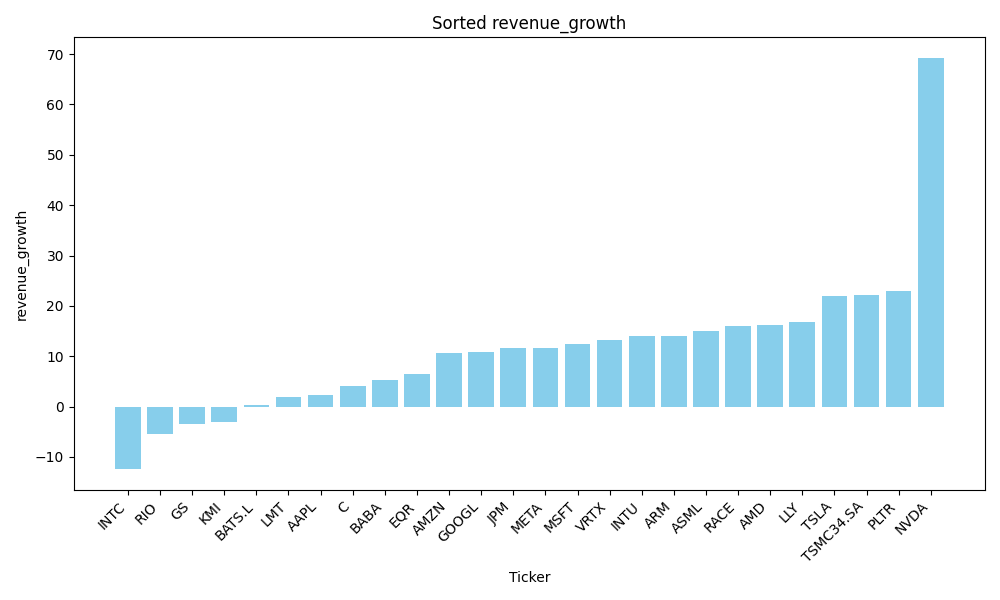 Sorted revenue_growth
revenue_growth
70
60
50
40
30
20
10
0
−10
INTC
RIO
GS
KMI
BATS.L
LMT
AAPL
C
BABA
EQR
AMZN
GOOGL
JPM
META
MSFT
VRTX
INTU
ARM
ASML
RACE
AMD
LLY
TSLA
TSMC34.SA
PLTR
NVDA
Ticker